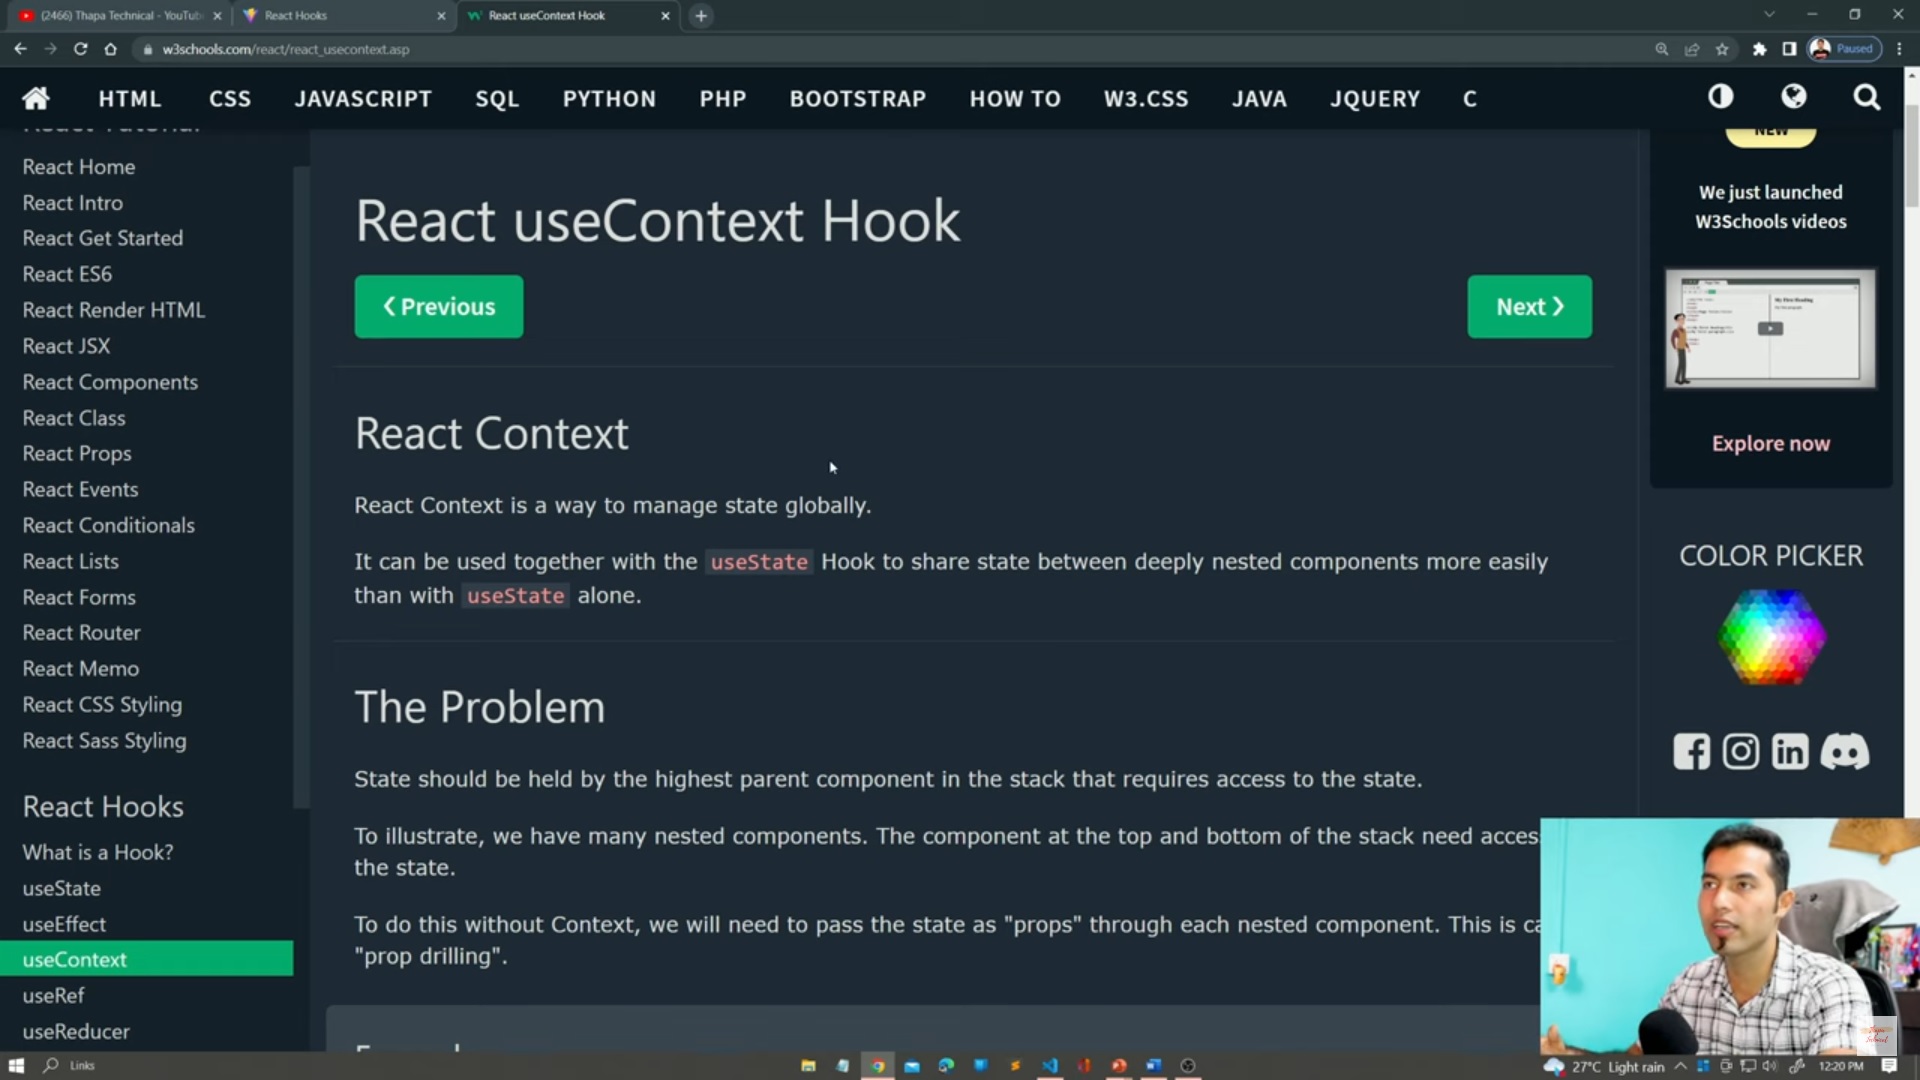 (2466) Thapa Technical - YouTub
React Hooks
React useContext Hook
w3schools.com/react/react_usecontext.asp
Paused
HTML CSS JAVASCRIPT SQL PYTHON PHP BOOTSTRAP HOW TO W3.CSS JAVA JQUERY C
React Tutorial
React Home
React Intro
React Get Started
React ES6
React Render HTML
React JSX
React Components
React Class
React Props
React Events
React Conditionals
React Lists
React Forms
React Router
React Memo
React CSS Styling
React Sass Styling
React Hooks
What is a Hook?
useState
useEffect
useContext
useRef
useReducer
React useContext Hook
❮ Previous
Next ❯
React Context
React Context is a way to manage state globally.
It can be used together with the useState Hook to share state between deeply nested components more easily
than with useState alone.
The Problem
State should be held by the highest parent component in the stack that requires access to the state.
To illustrate, we have many nested components. The component at the top and bottom of the stack need acces
the state.
To do this without Context, we will need to pass the state as "props" through each nested component. This is ca
"prop drilling".
NEW
We just launched
W3Schools videos
Explore now
COLOR PICKER
Links
27°C Light rain
12:20 PM